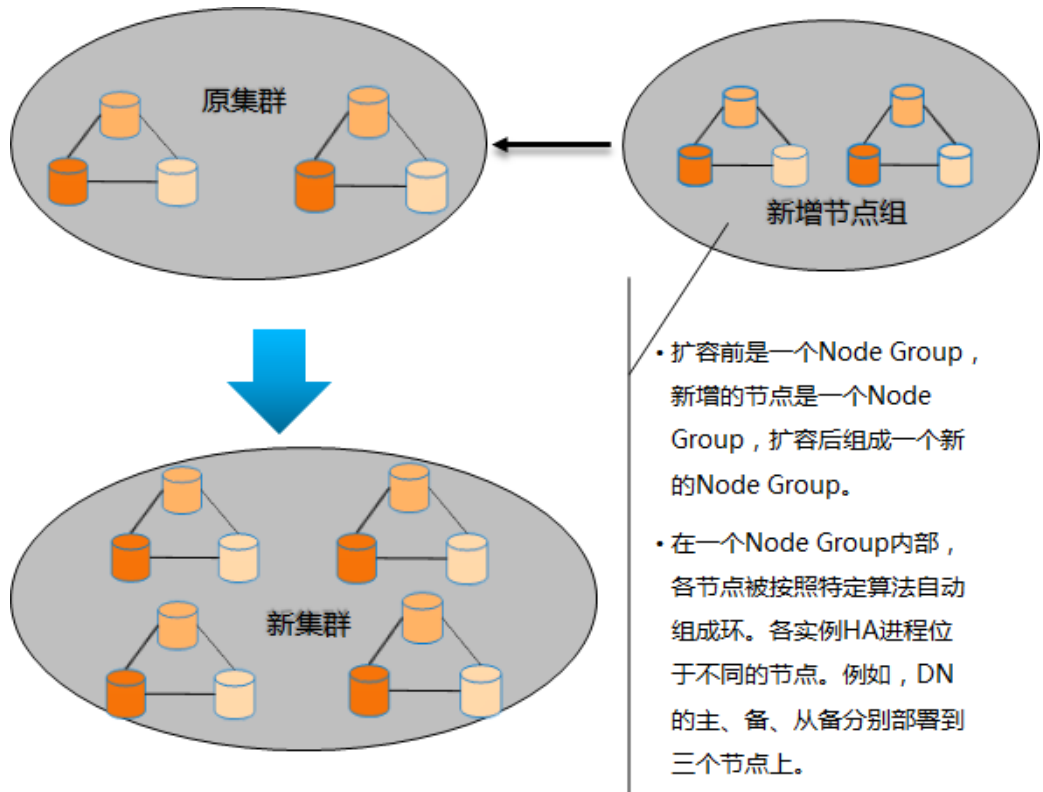 原集群
新增节点组
• 扩容前是一个Node Group，
新增的节点是一个Node
Group，扩容后组成一个新
的Node Group。
• 在一个Node Group内部，
各节点被按照特定算法自动
组成环。各实例HA进程位
于不同的节点。例如，DN
的主、备、从备分别部署到
三个节点上。
新集群